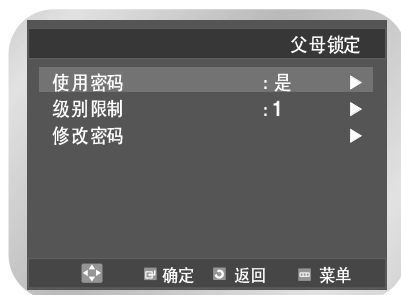 父母锁定
使用密码 : 是 ▶
级别限制 : 1 ▶
修改密码 ▶
确定 返回 菜单